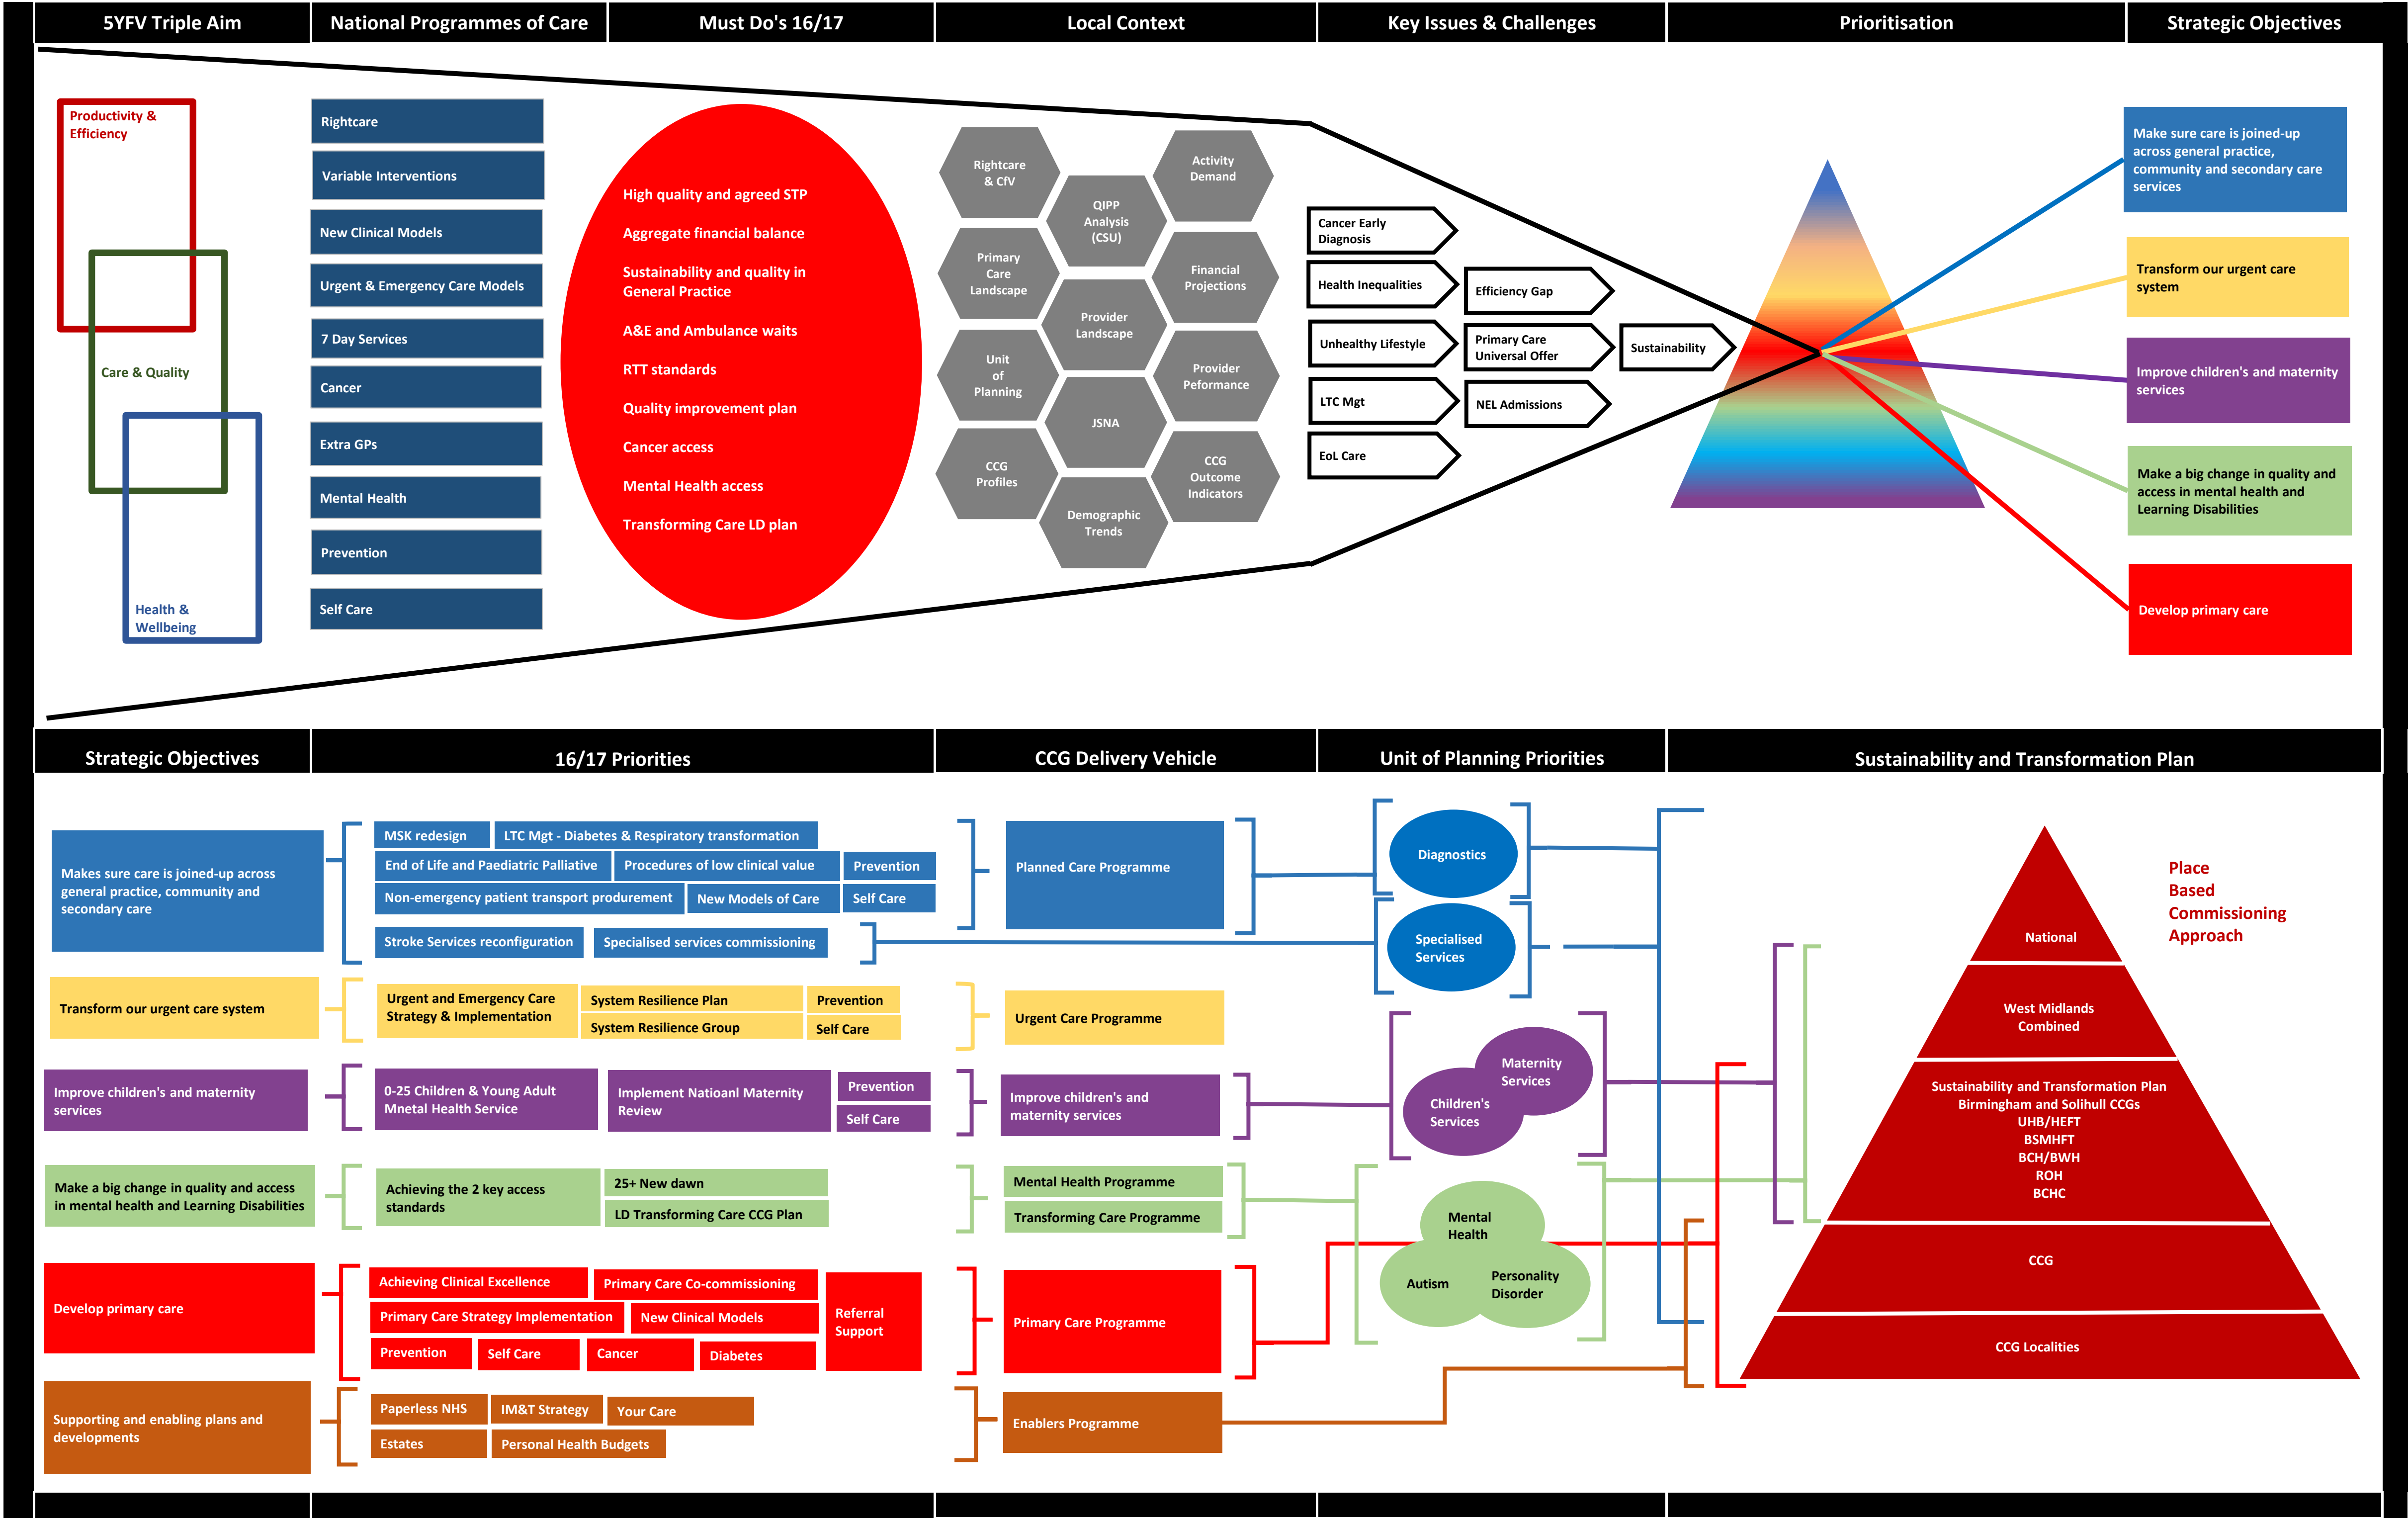 5YFV Triple Aim
National Programmes of Care
Must Do's 16/17
Local Context
Key Issues & Challenges
Prioritisation
Strategic Objectives
Productivity &
Efficiency
Care & Quality
Health &
Wellbeing
Rightcare
Variable Interventions
New Clinical Models
Urgent & Emergency Care Models
7 Day Services
Cancer
Extra GPs
Mental Health
Prevention
Self Care
High quality and agreed STP
Aggregate financial balance
Sustainability and quality in
General Practice
A&E and Ambulance waits
RTT standards
Quality improvement plan
Cancer access
Mental Health access
Transforming Care LD plan
Rightcare
& CfV
Primary
Care
Landscape
Unit
of
Planning
CCG
Profiles
QIPP
Analysis
(CSU)
Provider
Landscape
JSNA
Demographic
Trends
Activity
Demand
Financial
Projections
Provider
Peformance
CCG
Outcome
Indicators
Cancer Early
Diagnosis
Health Inequalities
Unhealthy Lifestyle
LTC Mgt
EoL Care
Efficiency Gap
Primary Care
Universal Offer
NEL Admissions
Sustainability
Make sure care is joined-up
across general practice,
community and secondary care
services
Transform our urgent care
system
Improve children's and maternity
services
Make a big change in quality and
access in mental health and
Learning Disabilities
Develop primary care
Strategic Objectives
16/17 Priorities
CCG Delivery Vehicle
Unit of Planning Priorities
Sustainability and Transformation Plan
Makes sure care is joined-up across
general practice, community and
secondary care
MSK redesign
LTC Mgt - Diabetes & Respiratory transformation
End of Life and Paediatric Palliative
Procedures of low clinical value
Prevention
Non-emergency patient transport produrement
New Models of Care
Self Care
Stroke Services reconfiguration
Specialised services commissioning
Planned Care Programme
Diagnostics
Specialised
Services
Transform our urgent care system
Urgent and Emergency Care
Strategy & Implementation
System Resilience Plan
System Resilience Group
Prevention
Self Care
Urgent Care Programme
Improve children's and maternity
services
0-25 Children & Young Adult
Mnetal Health Service
Implement Natioanl Maternity
Review
Prevention
Self Care
Improve children's and
maternity services
Maternity
Services
Children's
Services
Make a big change in quality and access
in mental health and Learning Disabilities
Achieving the 2 key access
standards
25+ New dawn
LD Transforming Care CCG Plan
Mental Health Programme
Transforming Care Programme
Mental
Health
Autism
Personality
Disorder
Develop primary care
Achieving Clinical Excellence
Primary Care Co-commissioning
Primary Care Strategy Implementation
New Clinical Models
Prevention
Self Care
Cancer
Diabetes
Referral
Support
Primary Care Programme
Supporting and enabling plans and
developments
Paperless NHS
IM&T Strategy
Your Care
Estates
Personal Health Budgets
Enablers Programme
Place
Based
Commissioning
Approach
National
West Midlands
Combined
Sustainability and Transformation Plan
Birmingham and Solihull CCGs
UHB/HEFT
BSMHFT
BCH/BWH
ROH
BCHC
CCG
CCG Localities